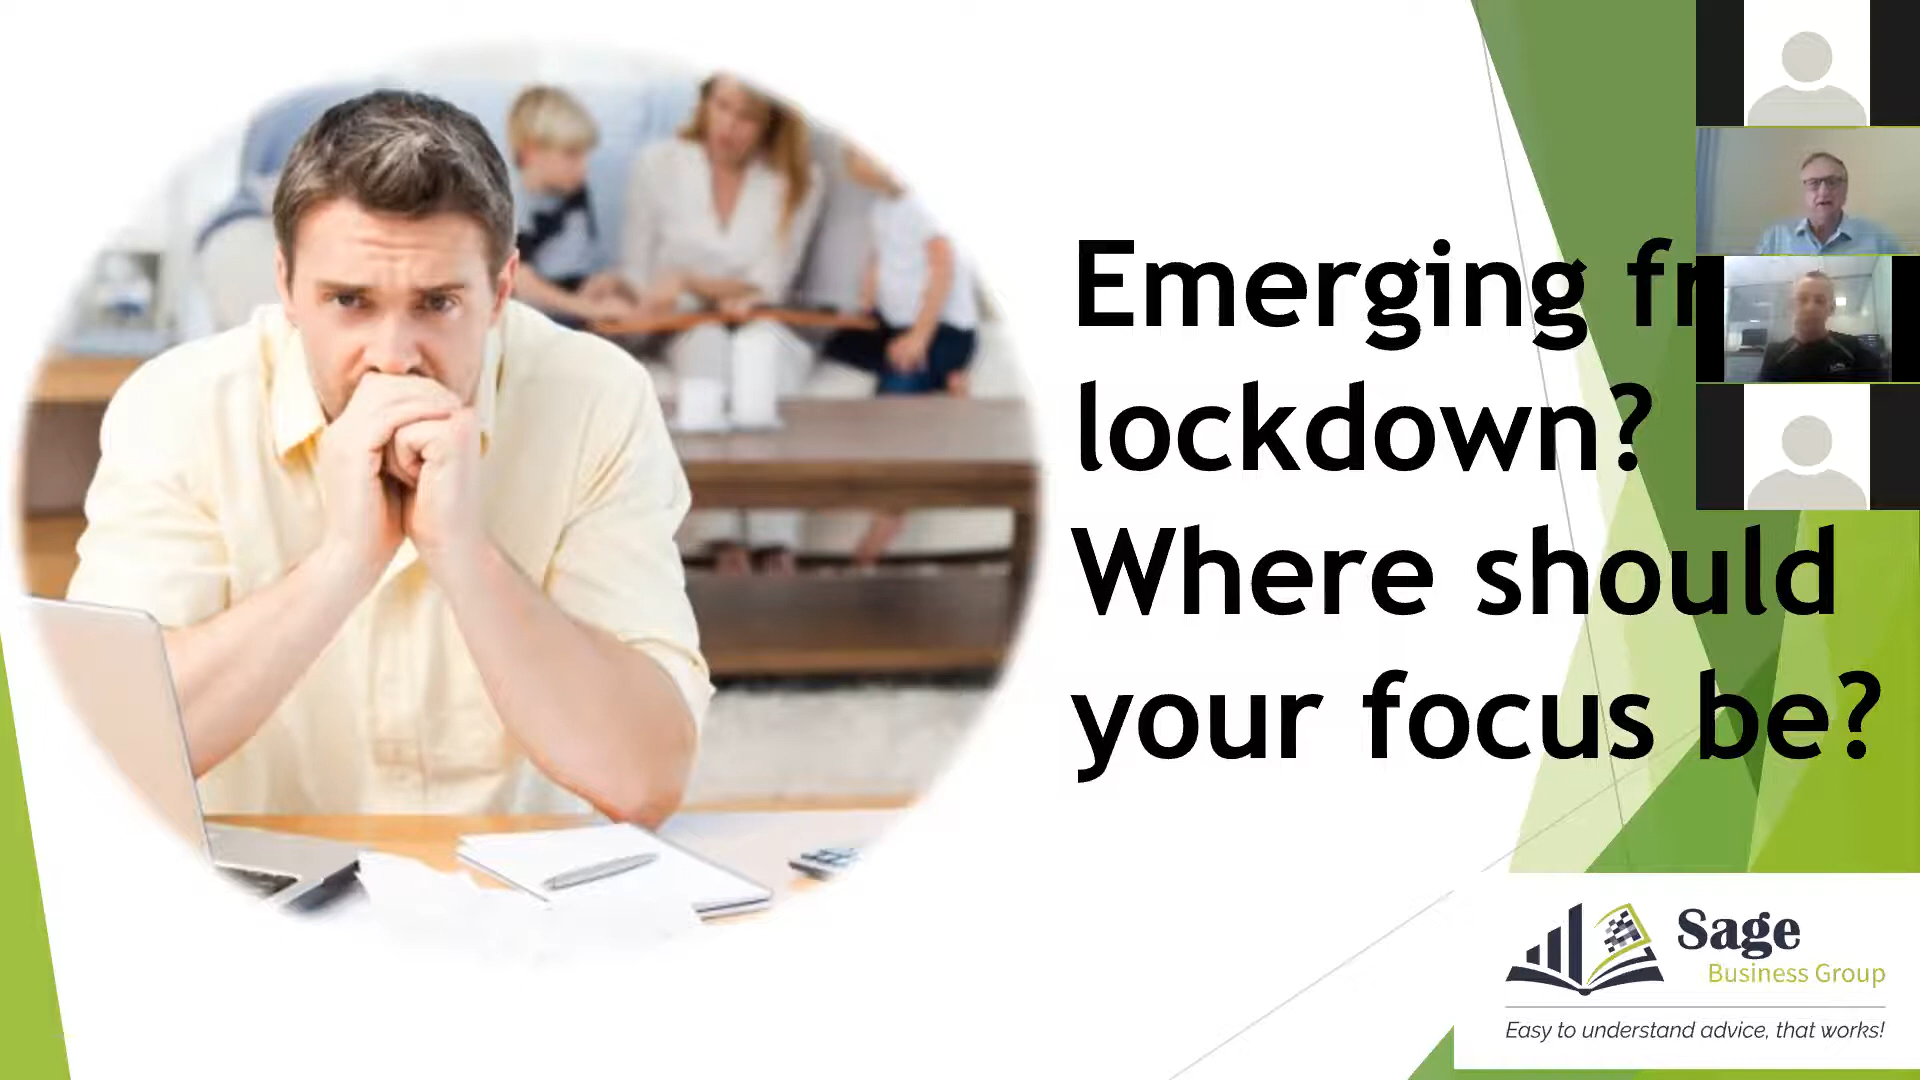 Emerging fr
lockdown?
Where should
your focus be?
Sage
Business Group
Easy to understand advice, that works!